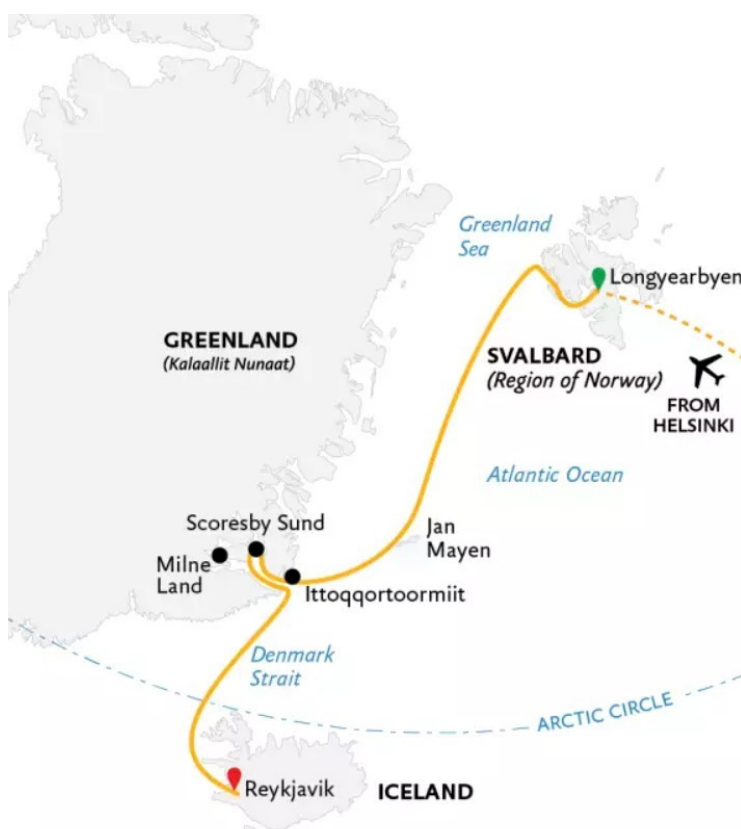 Greenland
Sea
Longyearbyen
GREENLAND
(Kalaallit Nunaat)
SVALBARD
(Region of Norway)
FROM
HELSINKI
Atlantic Ocean
Scoresby Sund
Jan
Mayen
Milne
Land
Ittoqqortoormiit
Denmark
Strait
ARCTIC CIRCLE
Reykjavik
ICELAND